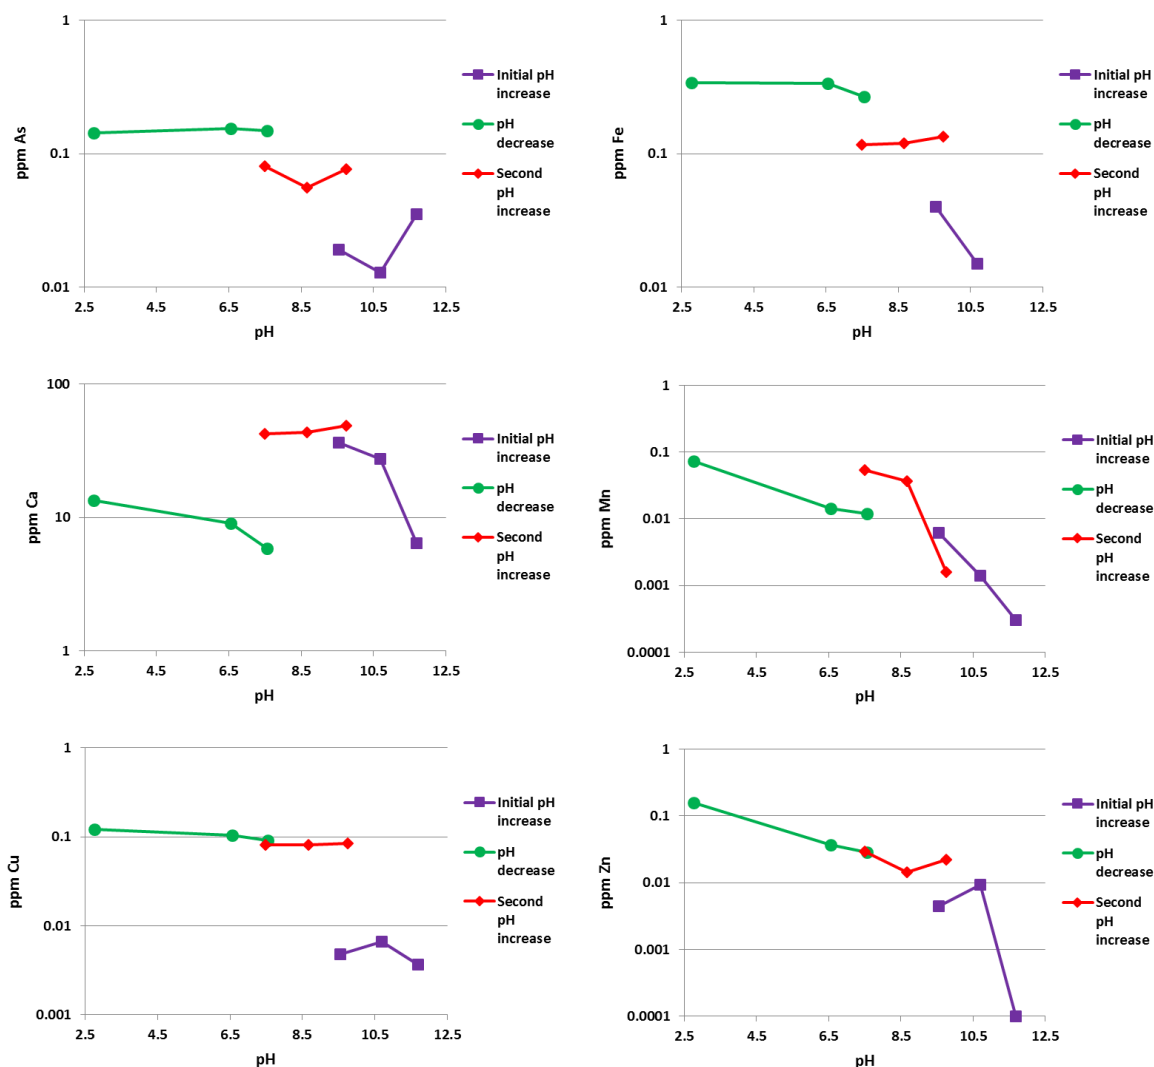 1
0.1
0.01
ppm As
2.5 4.5 6.5 8.5 10.5 12.5
pH
Initial pH
increase
pH
decrease
Second
pH
increase
1
0.1
0.01
ppm Fe
2.5 4.5 6.5 8.5 10.5 12.5
pH
Initial pH
increase
pH
decrease
Second
pH
increase
100
10
1
ppm Ca
2.5 4.5 6.5 8.5 10.5 12.5
pH
Initial pH
increase
pH
decrease
Second
pH
increase
1
0.1
0.01
0.001
0.0001
ppm Mn
2.5 4.5 6.5 8.5 10.5 12.5
pH
Initial pH
increase
pH
decrease
Second
pH
increase
1
0.1
0.01
0.001
ppm Cu
2.5 4.5 6.5 8.5 10.5 12.5
pH
Initial pH
increase
pH
decrease
Second
pH
increase
1
0.1
0.01
0.001
0.0001
ppm Zn
2.5 4.5 6.5 8.5 10.5 12.5
pH
Initial pH
increase
pH
decrease
Second
pH
increase